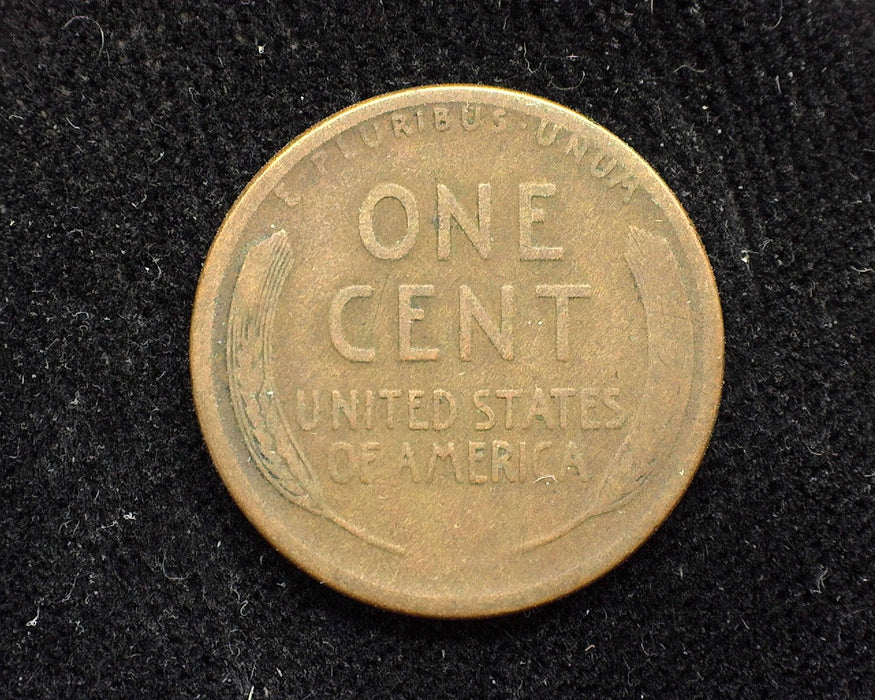 E PLURIBUS · UNUM
ONE
CENT
UNITED STATES
OF AMERICA